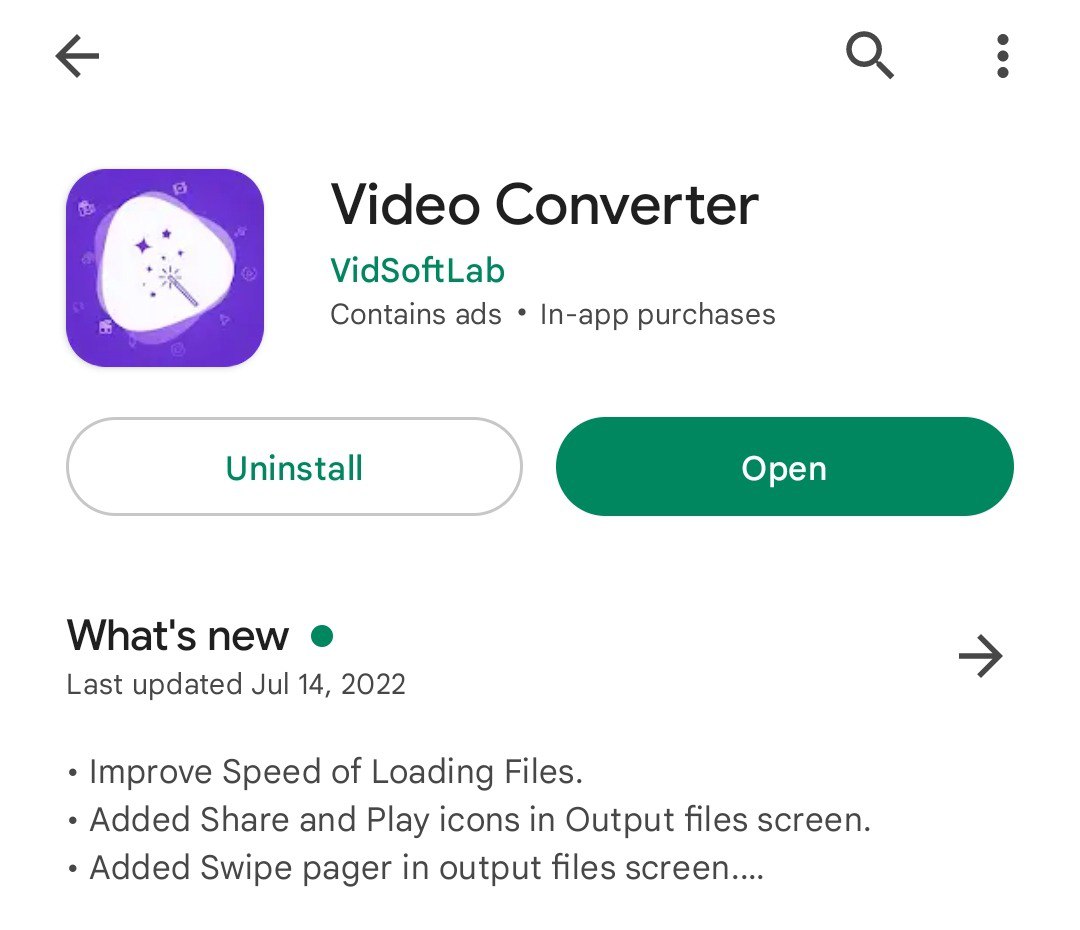 Video Converter
VidSoftLab
Contains ads • In-app purchases
Uninstall
Open
What's new
Last updated Jul 14, 2022
• Improve Speed of Loading Files.
• Added Share and Play icons in Output files screen.
• Added Swipe pager in output files screen....